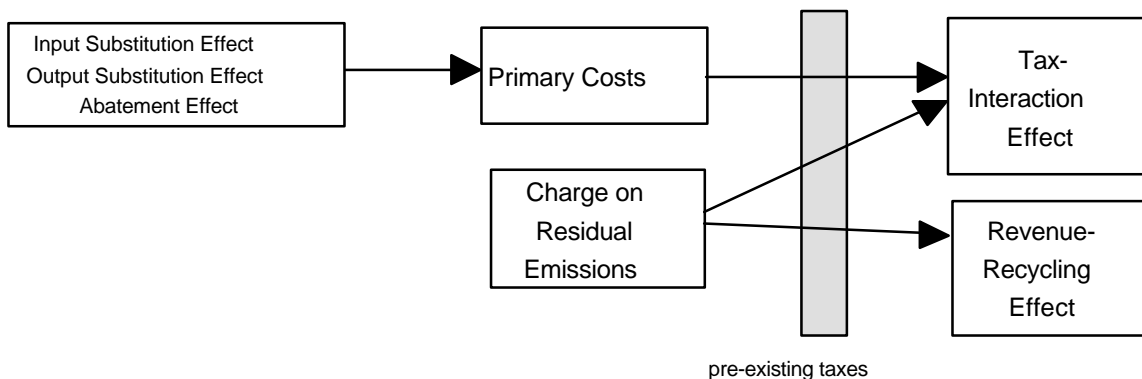 Input Substitution Effect
Output Substitution Effect
Abatement Effect
Primary Costs
Tax-
Interaction
Effect
Charge on
Residual
Emissions
Revenue-
Recycling
Effect
pre-existing taxes